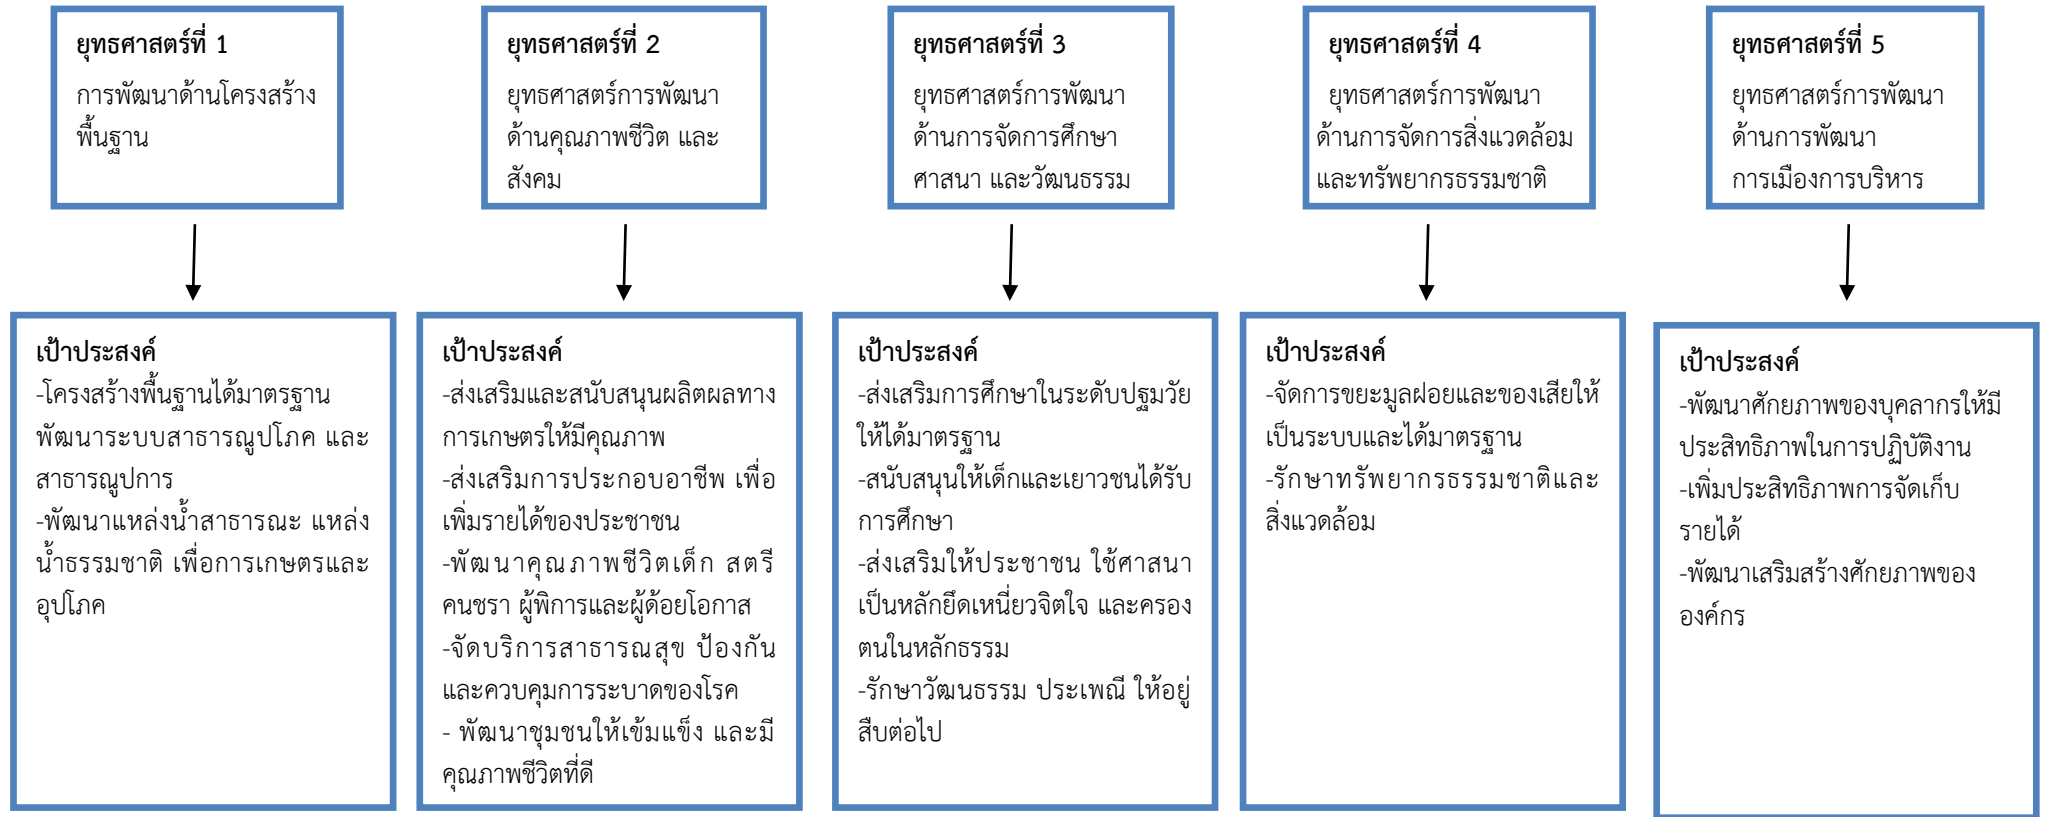 ยุทธศาสตร์ที่ 1
การพัฒนาด้านโครงสร้าง
พื้นฐาน
ยุทธศาสตร์ที่ 2
ยุทธศาสตร์การพัฒนา
ด้านคุณภาพชีวิต และ
สังคม
ยุทธศาสตร์ที่ 3
ยุทธศาสตร์การพัฒนา
ด้านการจัดการศึกษา
ศาสนา และวัฒนธรรม
ยุทธศาสตร์ที่ 4
ยุทธศาสตร์การพัฒนา
ด้านการจัดการสิ่งแวดล้อม
และทรัพยากรธรรมชาติ
ยุทธศาสตร์ที่ 5
ยุทธศาสตร์การพัฒนา
ด้านการพัฒนา
การเมืองการบริหาร
เป้าประสงค์
-โครงสร้างพื้นฐานได้มาตรฐาน
พัฒนาระบบสาธารณูปโภค และ
สาธารณูปการ
-พัฒนาแหล่งน้ำสาธารณะ แหล่ง
น้ำธรรมชาติ เพื่อการเกษตรและ
อุปโภค
เป้าประสงค์
-ส่งเสริมและสนับสนุนผลิตผลทาง
การเกษตรให้มีคุณภาพ
-ส่งเสริมการประกอบอาชีพ เพื่อ
เพิ่มรายได้ของประชาชน
-พัฒนาคุณภาพชีวิตเด็ก สตรี
คนชรา ผู้พิการและผู้ด้อยโอกาส
-จัดบริการสาธารณสุข ป้องกัน
และควบคุมการระบาดของโรค
- พัฒนาชุมชนให้เข้มแข็ง และมี
คุณภาพชีวิตที่ดี
เป้าประสงค์
-ส่งเสริมการศึกษาในระดับปฐมวัย
ให้ได้มาตรฐาน
-สนับสนุนให้เด็กและเยาวชนได้รับ
การศึกษา
-ส่งเสริมให้ประชาชน ใช้ศาสนา
เป็นหลักยึดเหนี่ยวจิตใจ และครอง
ตนในหลักธรรม
-รักษาวัฒนธรรม ประเพณี ให้อยู่
สืบต่อไป
เป้าประสงค์
-จัดการขยะมูลฝอยและของเสียให้
เป็นระบบและได้มาตรฐาน
-รักษาทรัพยากรธรรมชาติและ
สิ่งแวดล้อม
เป้าประสงค์
-พัฒนาศักยภาพของบุคลากรให้มี
ประสิทธิภาพในการปฏิบัติงาน
-เพิ่มประสิทธิภาพการจัดเก็บ
รายได้
-พัฒนาเสริมสร้างศักยภาพของ
องค์กร